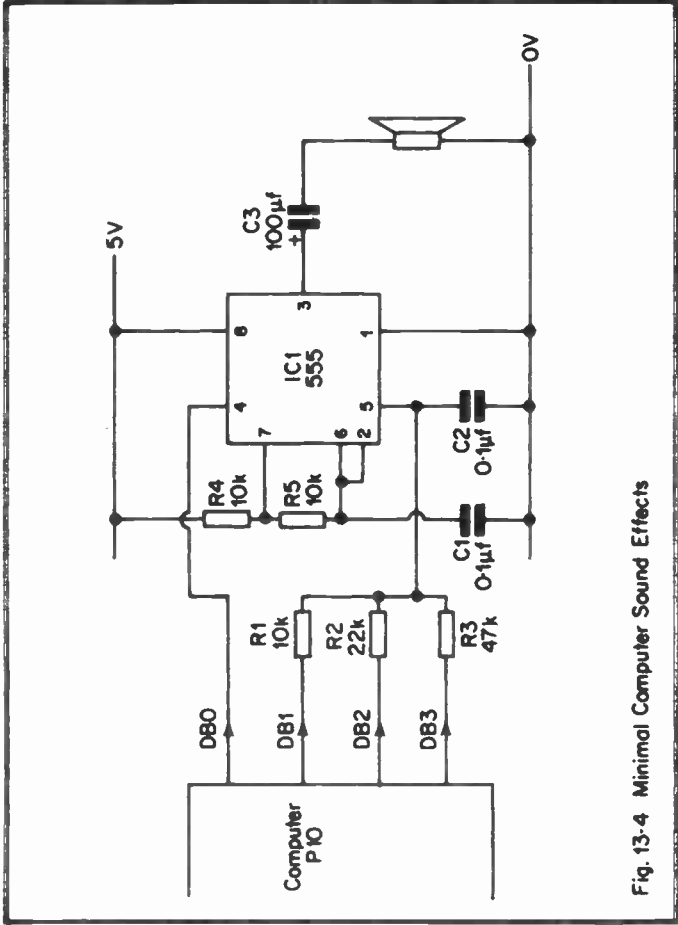 5V
Computer
P10
DB0
DB1
DB2
DB3
R1
10k
R2
22k
R3
47k
R4
10k
R5
10k
4
8
7
6
2
5
1
3
IC1
555
C3
100µf
+
C1
0·1µf
C2
0·1µf
0V
Fig. 13·4 Minimal Computer Sound Effects